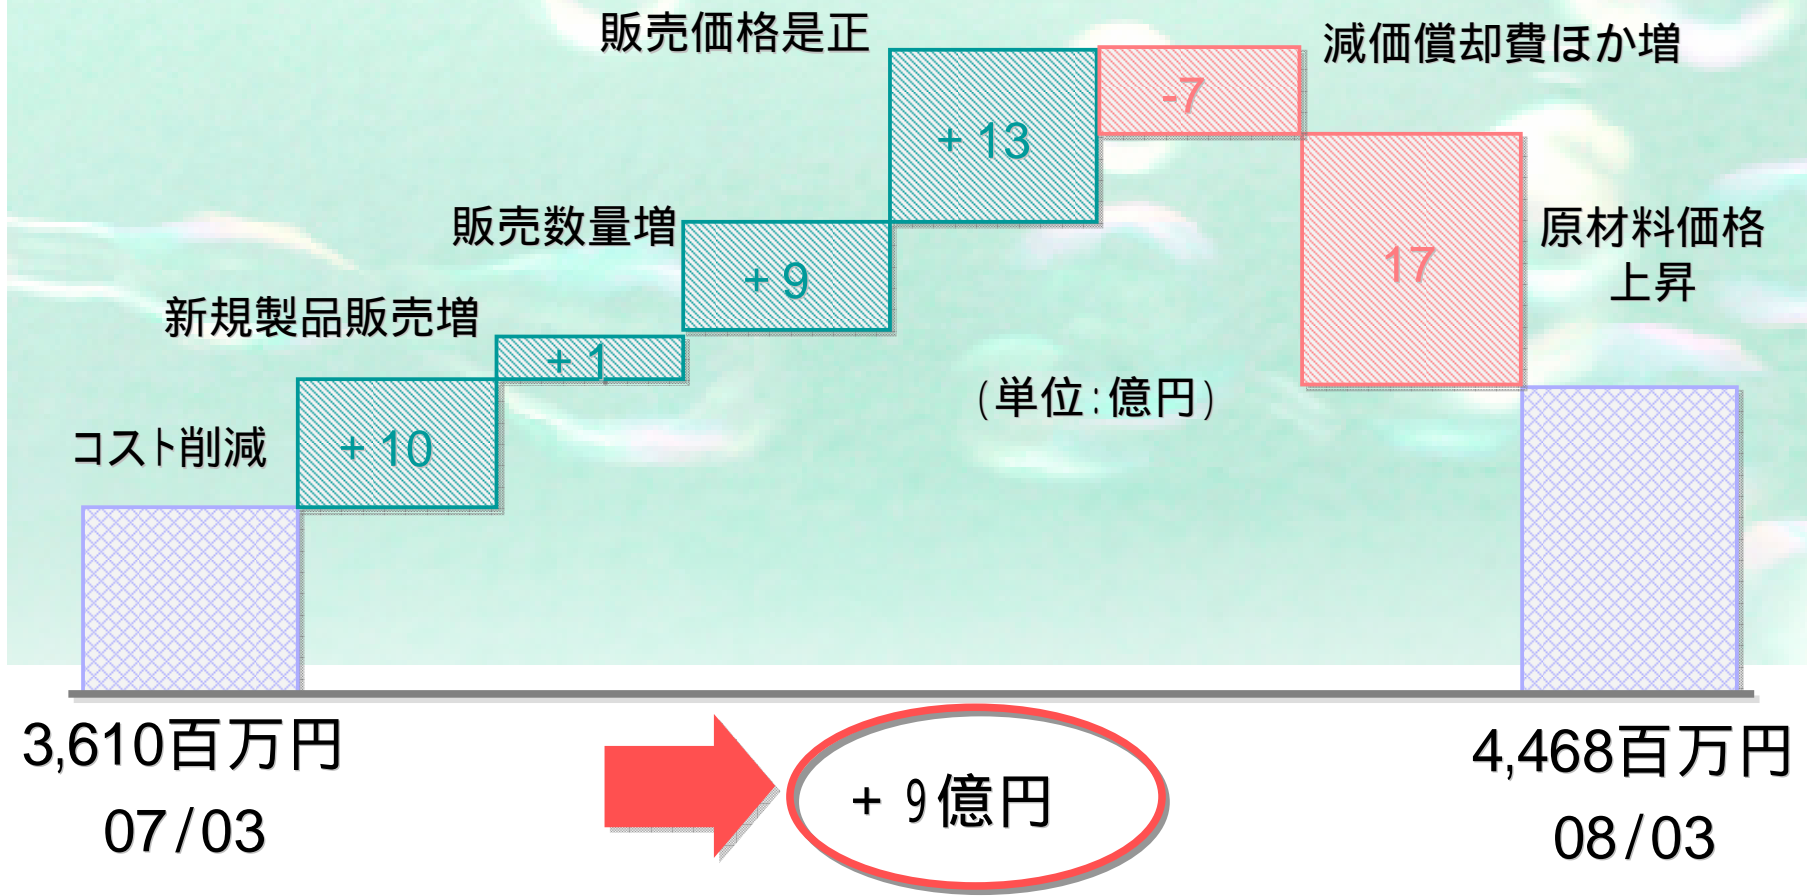 販売価格是正
減価償却費ほか増
-7
+13
販売数量増
原材料価格
上昇
+9
17
新規製品販売増
+1
(単位:億円)
コスト削減
+10
3,610百万円
07/03
+ 9億円
4,468百万円
08/03